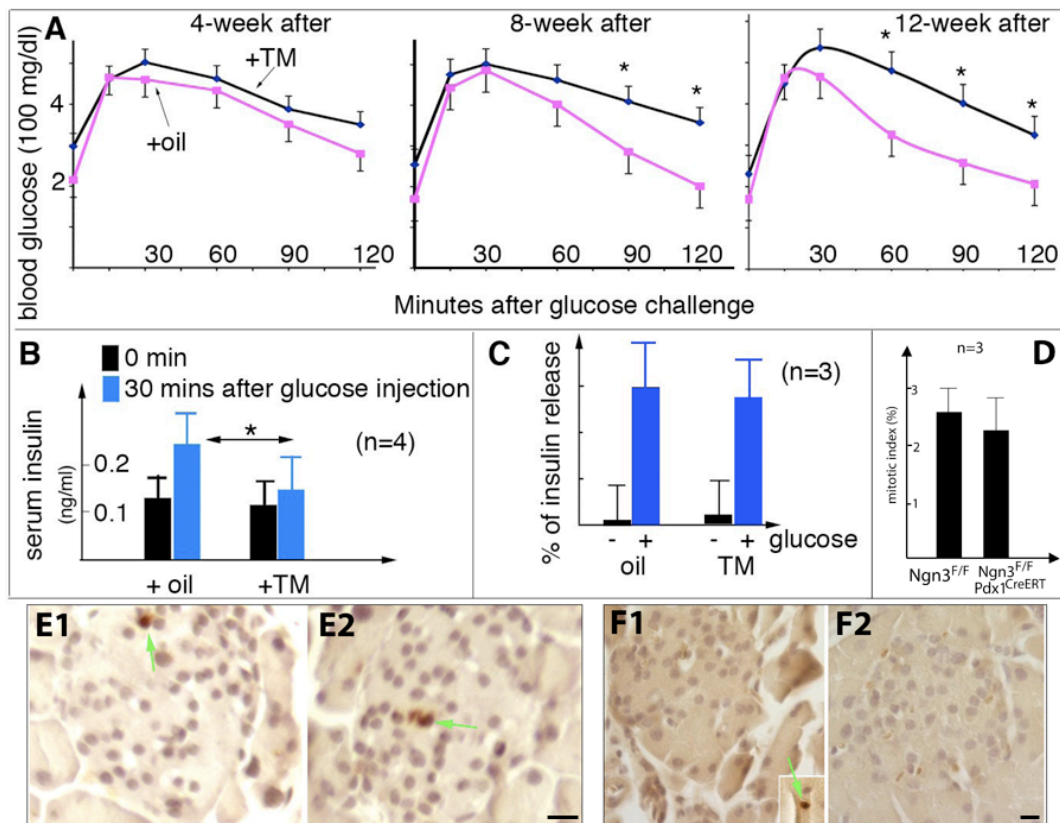 A
4-week after
8-week after
12-week after
blood glucose (100 mg/dl)
4
2
+TM
+oil
*
*
*
*
*
30 60 90 120
30 60 90 120
30 60 90 120
Minutes after glucose challenge
B
0 min
30 mins after glucose injection
serum insulin
(ng/ml)
0.2
0.1
*
(n=4)
+ oil +TM
C
% of insulin release
(n=3)
- + - + glucose
oil TM
D
n=3
mitotic index (%)
3
2
1
Ngn3F/F
Ngn3F/F
Pdx1CreERT
E1
E2
F1
F2